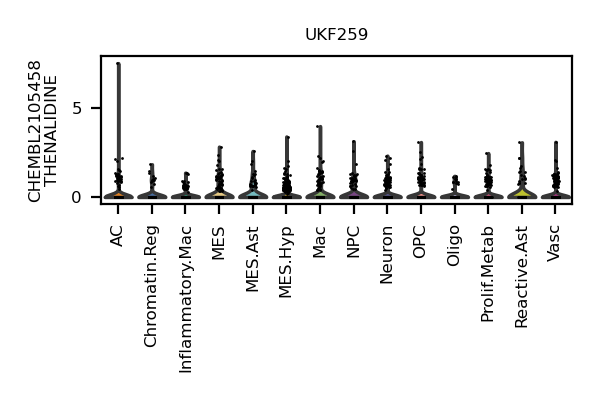 UKF259
CHEMBL2105458
THENALIDINE
5
0
AC
Chromatin.Reg
Inflammatory.Mac
MES
MES.Ast
MES.Hyp
Mac
NPC
Neuron
OPC
Oligo
Prolif.Metab
Reactive.Ast
Vasc